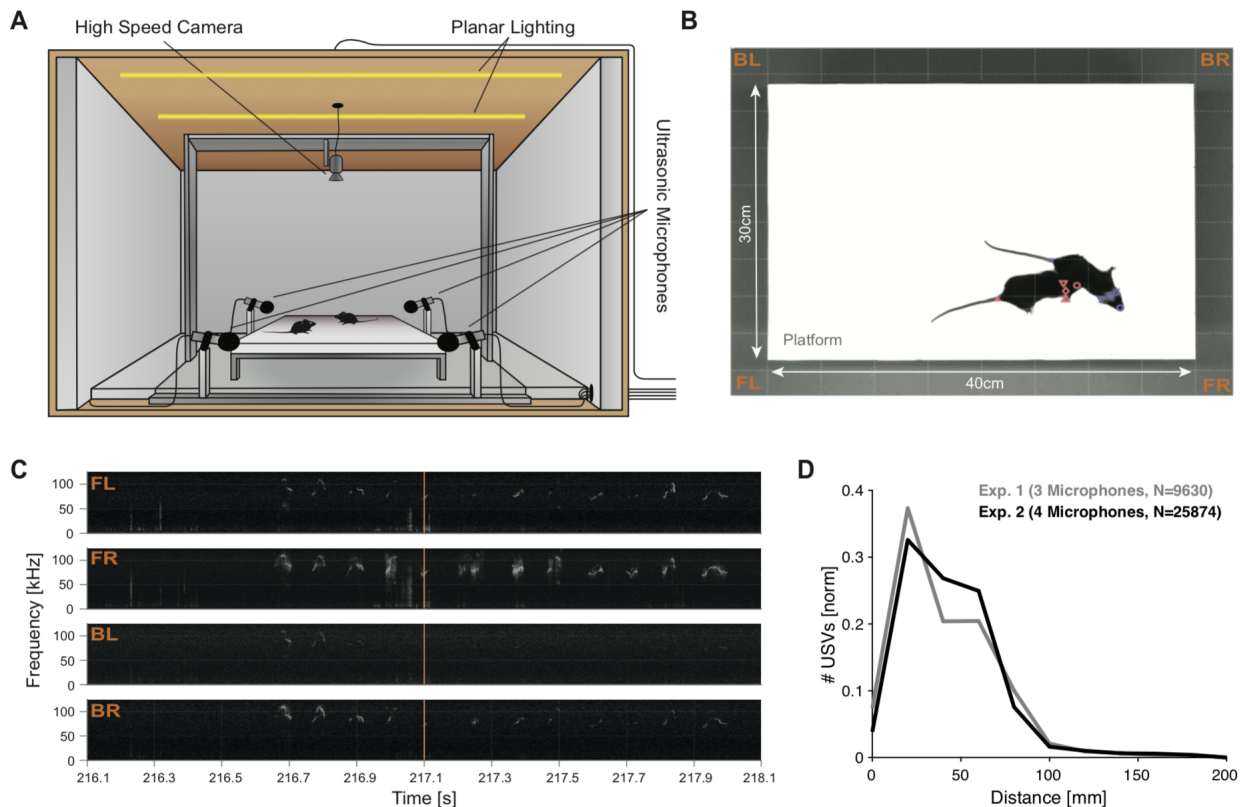 A
High Speed Camera
Planar Lighting
Ultrasonic Microphones
B
BL
BR
30cm
Platform
40cm
FL
FR
C
FL
100
50
0
FR
100
50
0
BL
100
50
0
BR
100
50
0
Frequency [kHz]
216.1 216.3 216.5 216.7 216.9 217.1 217.3 217.5 217.7 217.9 218.1
Time [s]
D
Exp. 1 (3 Microphones, N=9630)
Exp. 2 (4 Microphones, N=25874)
# USVs [norm]
0.4
0.3
0.2
0.1
0
0 50 100 150 200
Distance [mm]